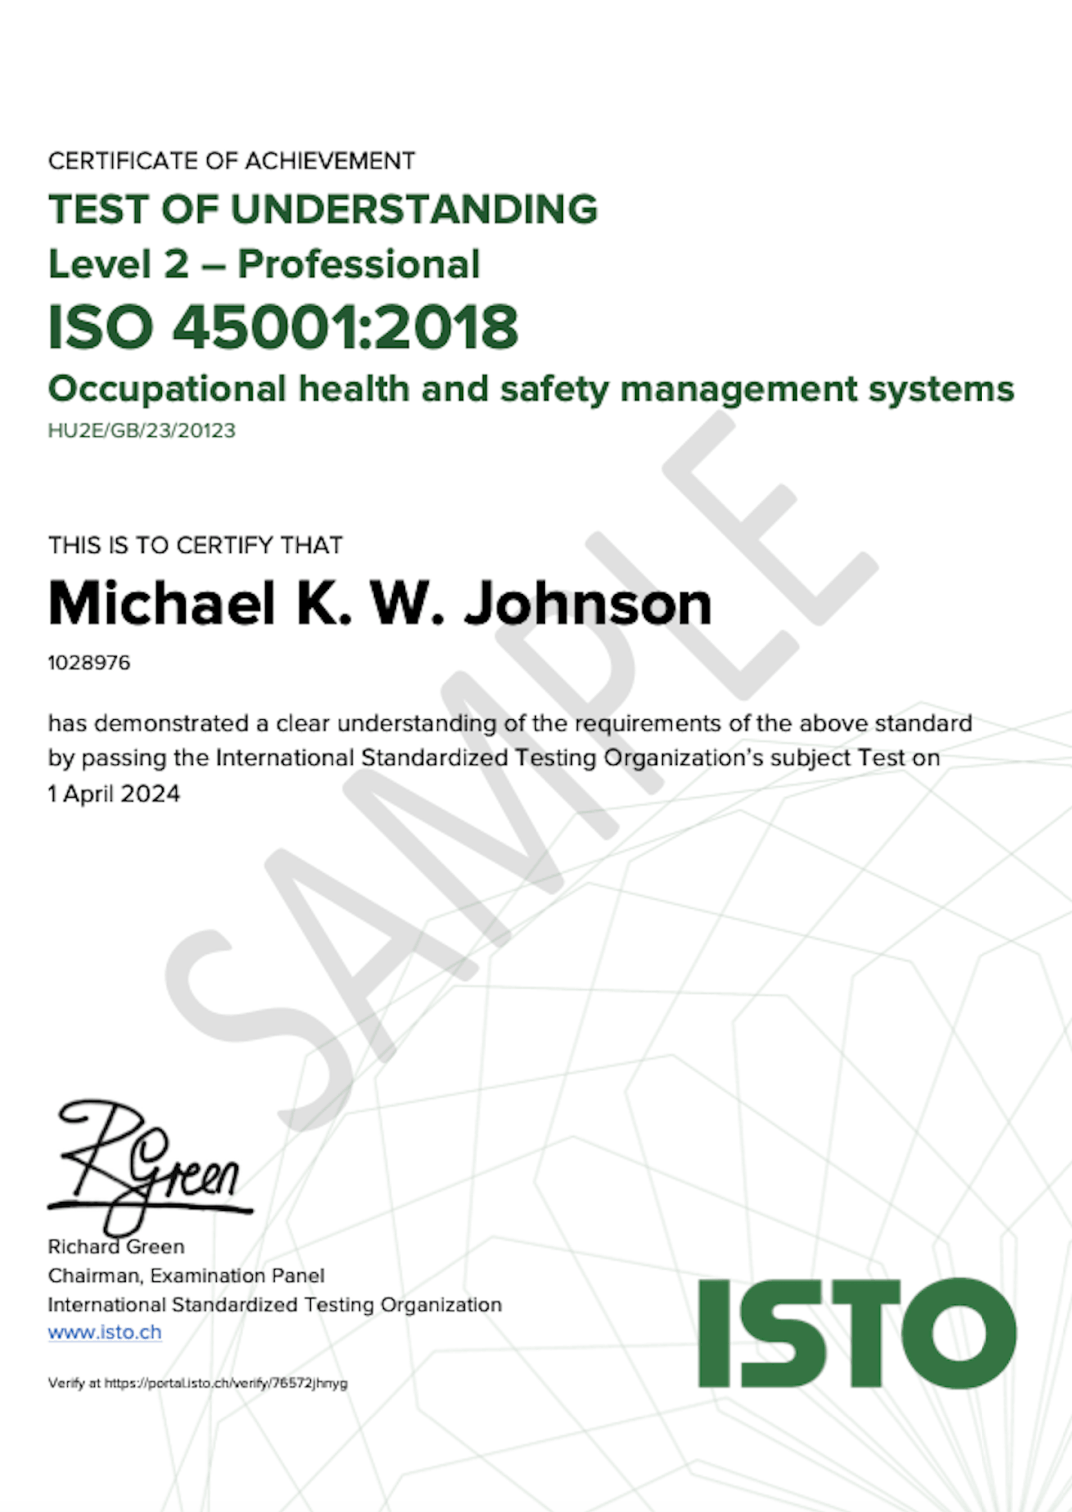 CERTIFICATE OF ACHIEVEMENT
TEST OF UNDERSTANDING
Level 2 – Professional
ISO 45001:2018
Occupational health and safety management systems
HU2E/GB/23/20123
THIS IS TO CERTIFY THAT
Michael K. W. Johnson
1028976
has demonstrated a clear understanding of the requirements of the above standard
by passing the International Standardized Testing Organization's subject Test on
1 April 2024
SAMPLE
RGreen
Richard Green
Chairman, Examination Panel
International Standardized Testing Organization
www.isto.ch
Verify at https://portal.isto.ch/verify/76572jhnyg
ISTO